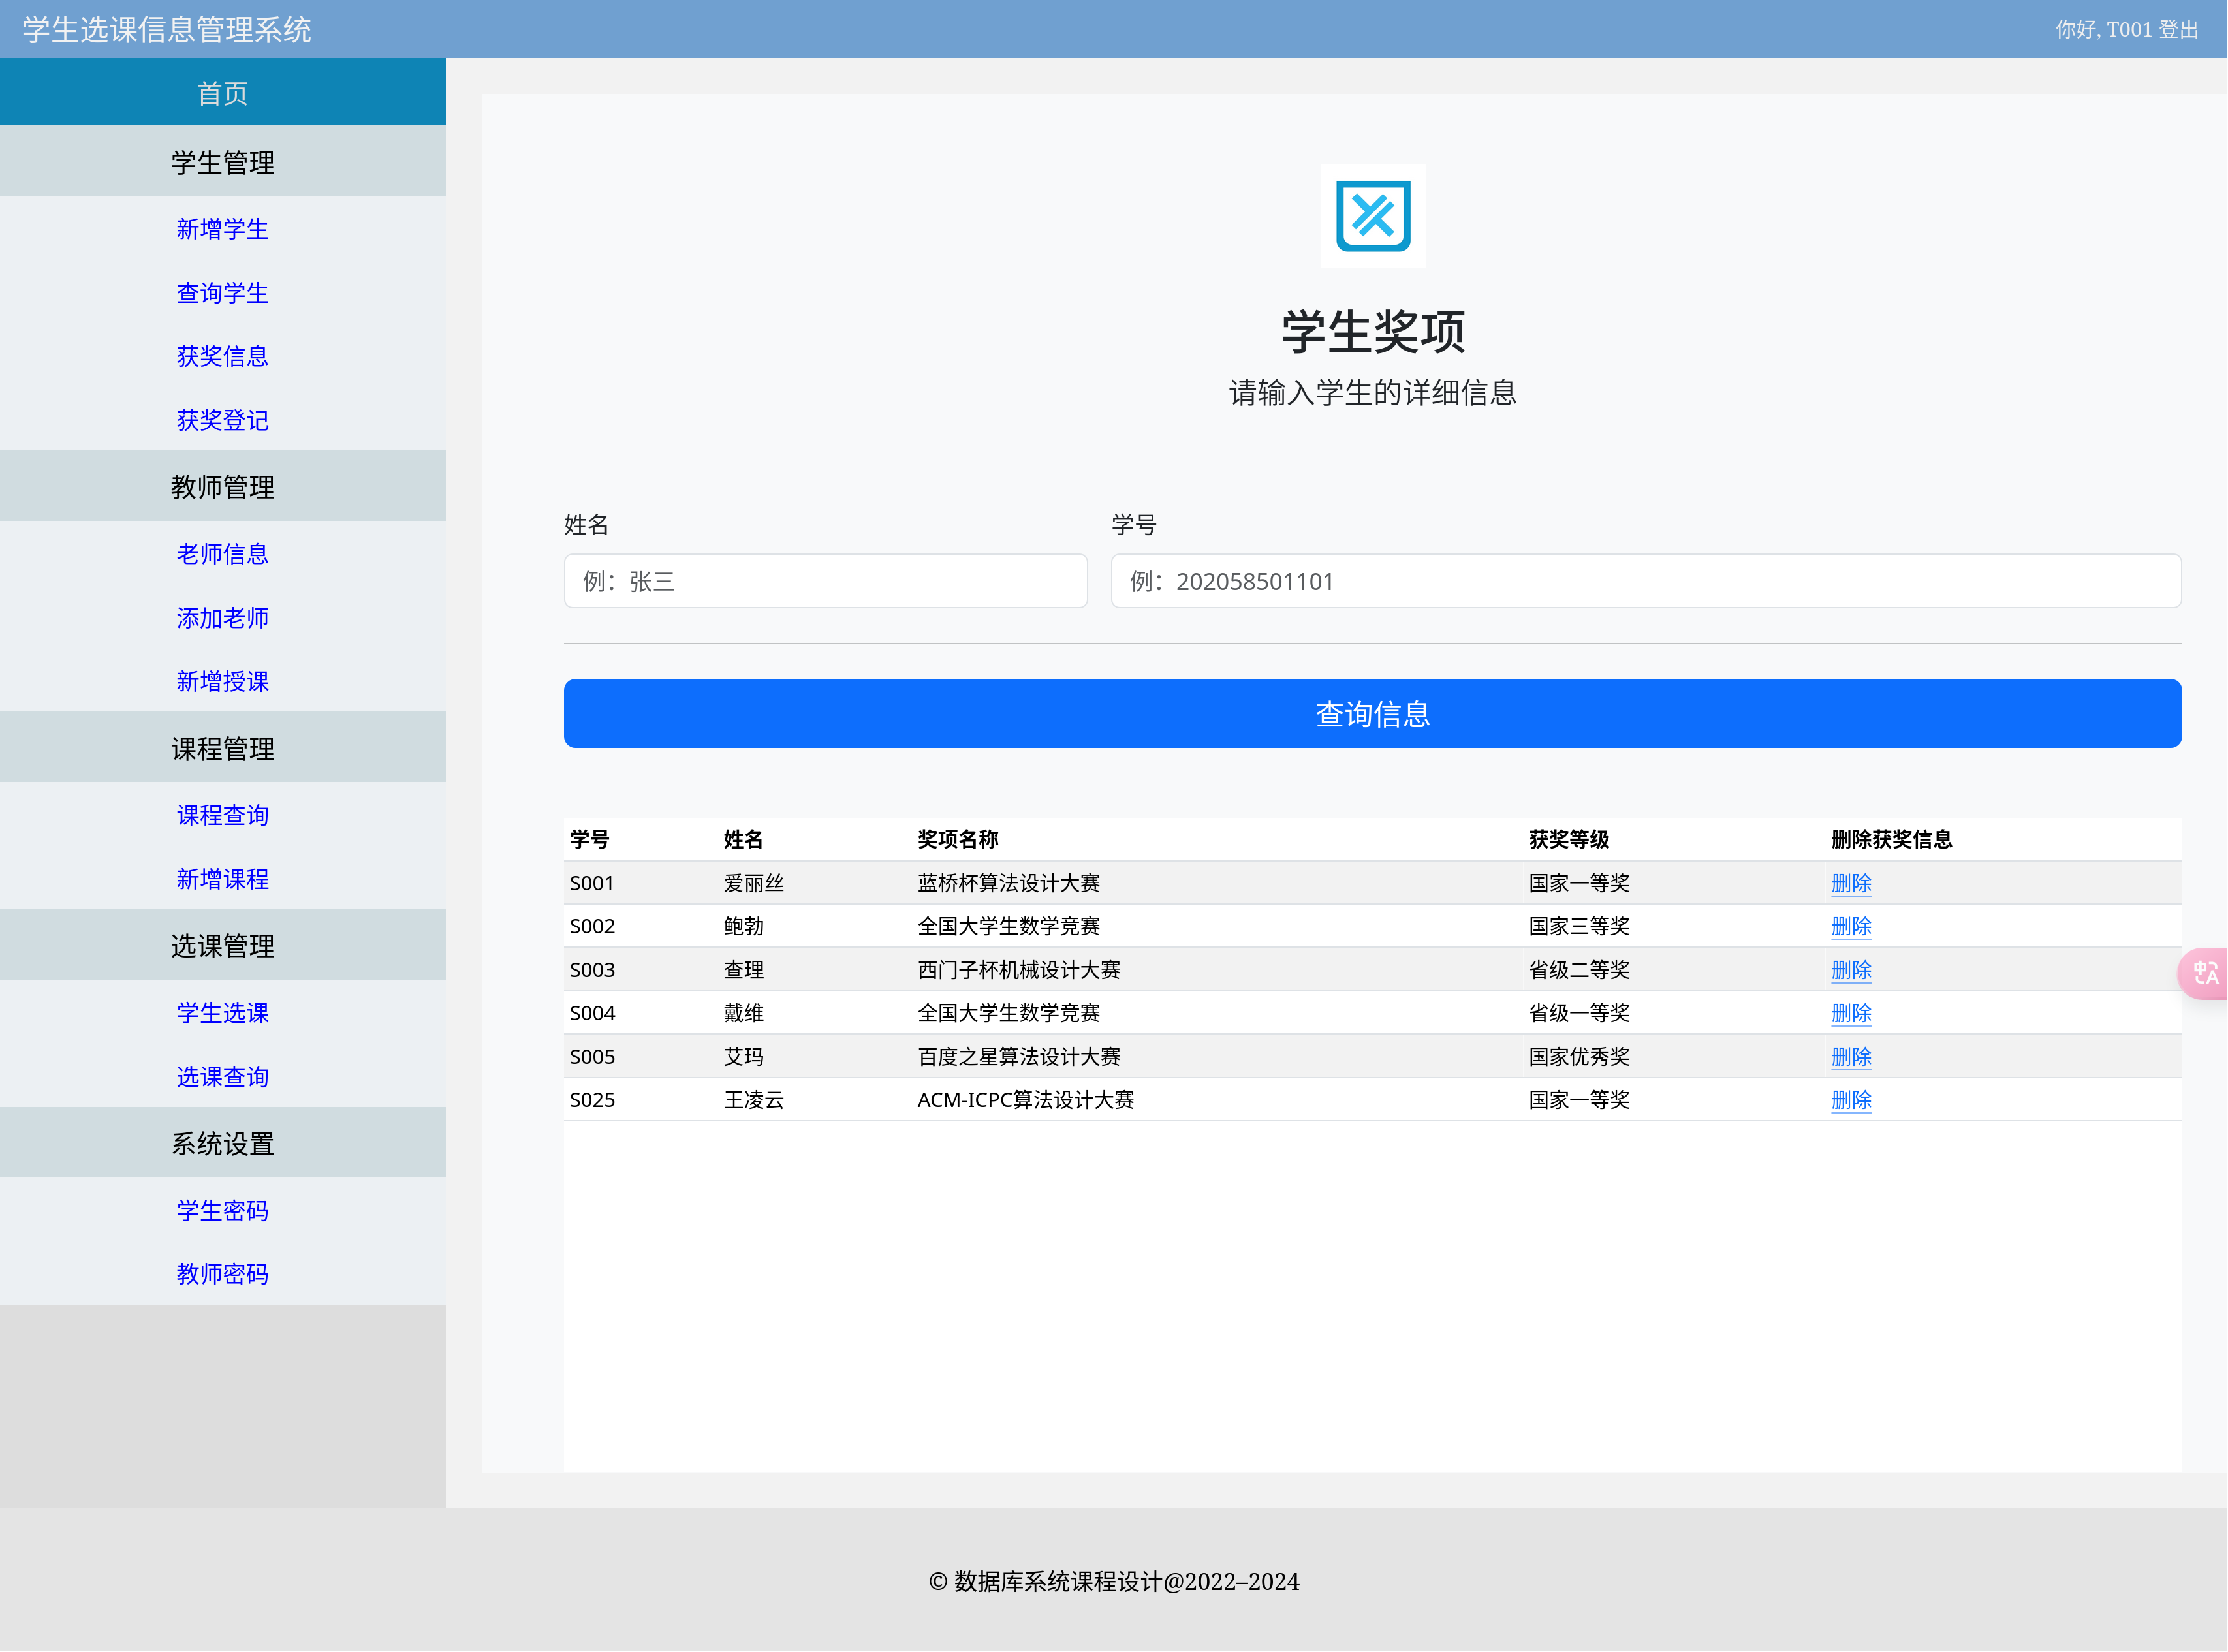 学生选课信息管理系统
你好, T001 登出
首页
学生管理
新增学生
查询学生
获奖信息
获奖登记
教师管理
老师信息
添加老师
新增授课
课程管理
课程查询
新增课程
选课管理
学生选课
选课查询
系统设置
学生密码
教师密码
学生奖项
请输入学生的详细信息
姓名 学号
例：张三 例：202058501101
查询信息
学号 姓名 奖项名称 获奖等级 删除获奖信息
S001 爱丽丝 蓝桥杯算法设计大赛 国家一等奖 删除
S002 鲍勃 全国大学生数学竞赛 国家三等奖 删除
S003 查理 西门子杯机械设计大赛 省级二等奖 删除
S004 戴维 全国大学生数学竞赛 省级一等奖 删除
S005 艾玛 百度之星算法设计大赛 国家优秀奖 删除
S025 王凌云 ACM-ICPC算法设计大赛 国家一等奖 删除
中A
© 数据库系统课程设计@2022–2024